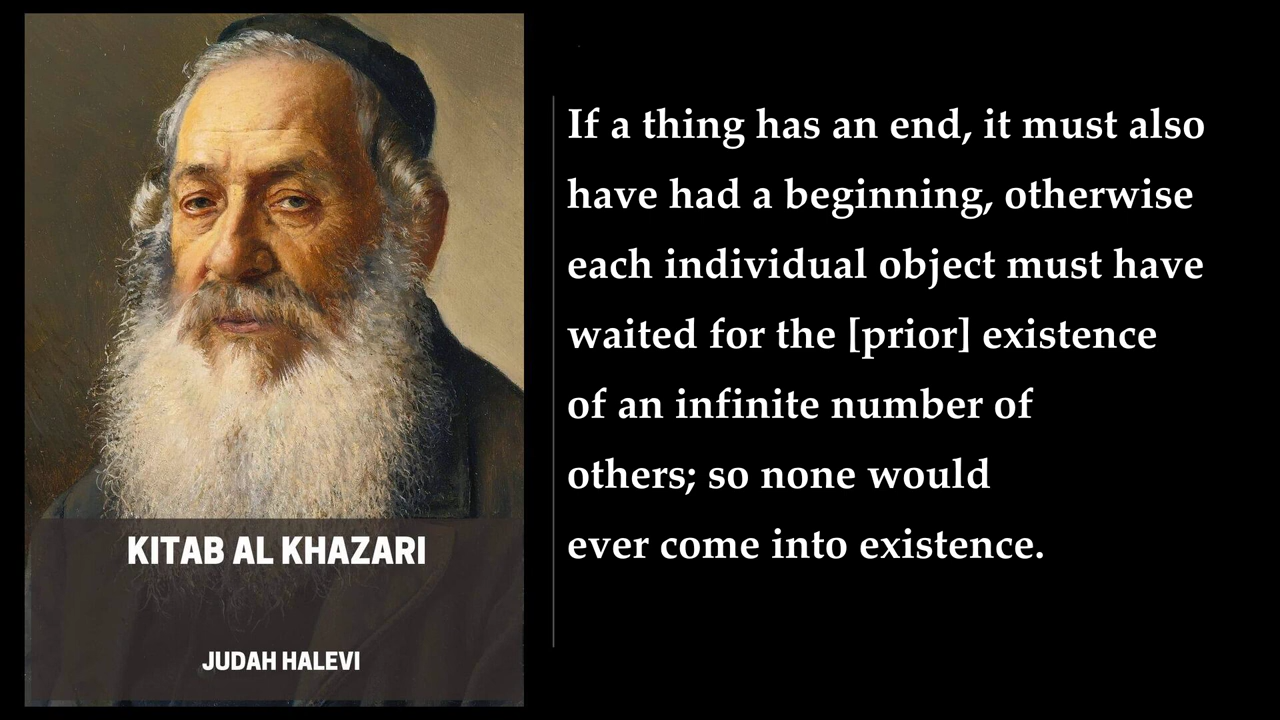 KITAB AL KHAZARI
JUDAH HALEVI
If a thing has an end, it must also
have had a beginning, otherwise
each individual object must have
waited for the [prior] existence
of an infinite number of
others; so none would
ever come into existence.